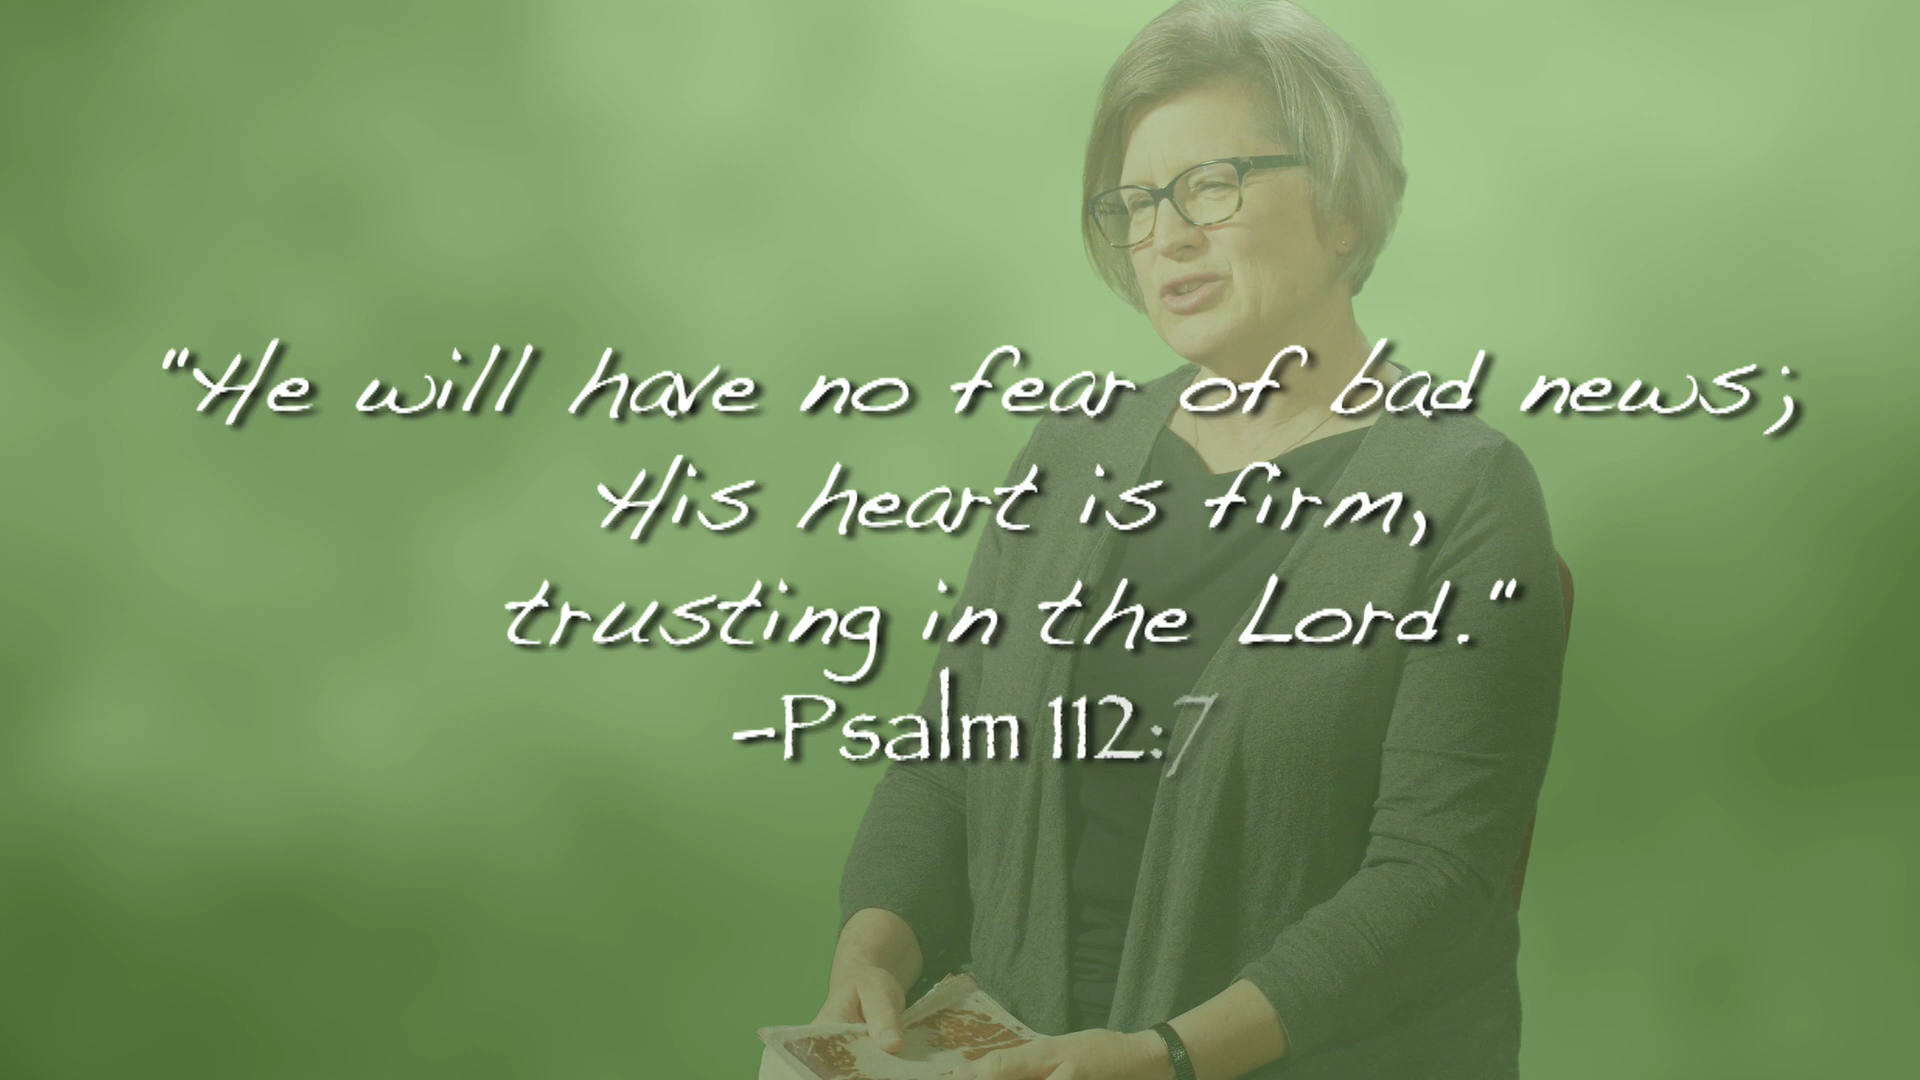 "He will have no fear of bad news;
His heart is firm,
trusting in the Lord."
-Psalm 112:7